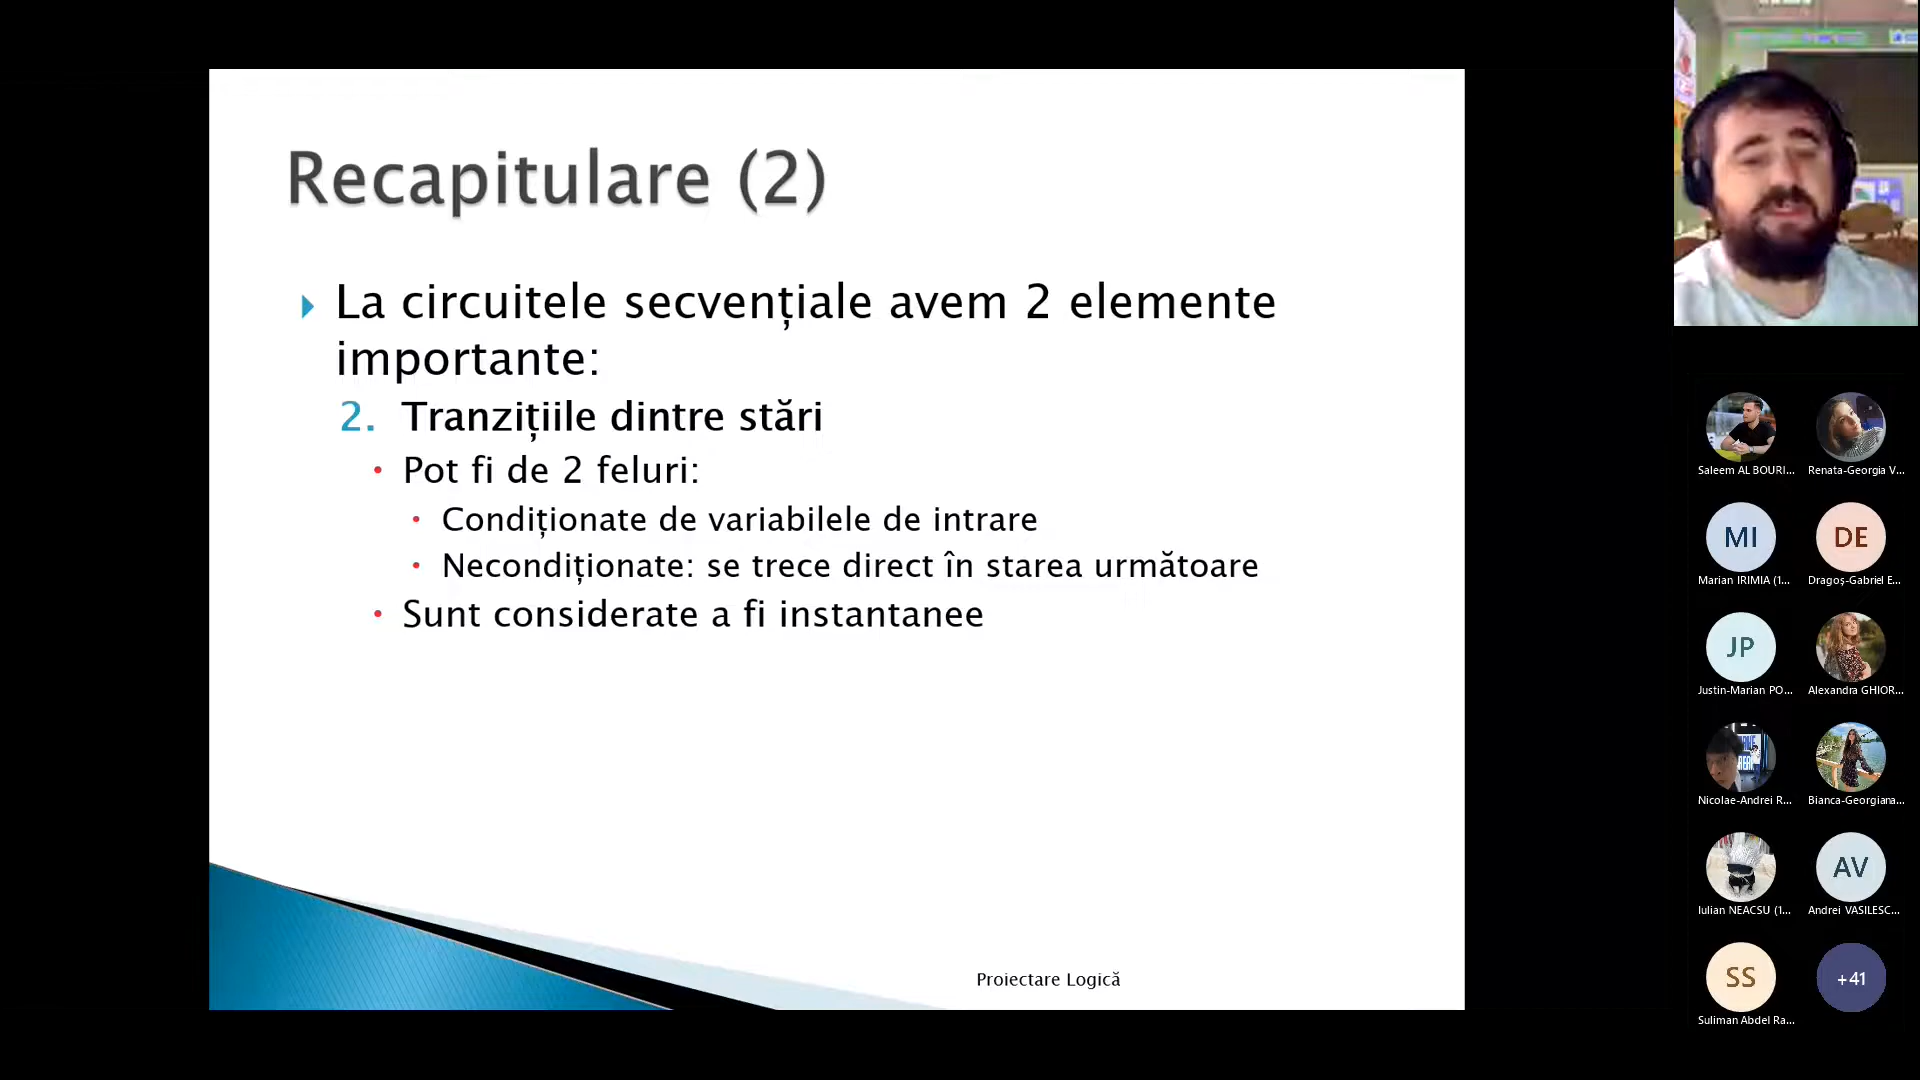 Recapitulare (2)
La circuitele secvențiale avem 2 elemente
importante:
2. Tranzițiile dintre stări
Pot fi de 2 feluri:
Condiționate de variabilele de intrare
Necondiționate: se trece direct în starea următoare
Sunt considerate a fi instantanee
Proiectare Logică
Saleem AL BOURI...
Renata-Georgia V...
MI
DE
Marian IRIMIA (1...
Dragoș-Gabriel E...
JP
Justin-Marian PO...
Alexandra GHIOR...
Nicolae-Andrei R...
Bianca-Georgiana...
AV
Iulian NEACSU (1...
Andrei VASILESC...
SS
+41
Suliman Abdel Ra...